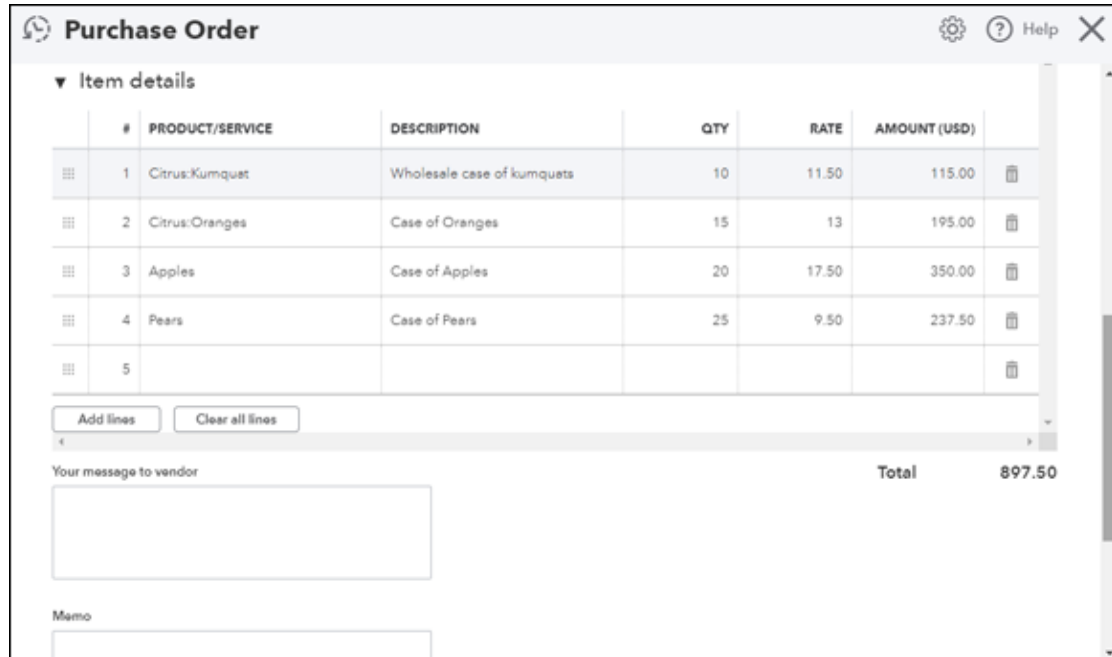 Purchase Order
Help
Item details
# PRODUCT/SERVICE DESCRIPTION QTY RATE AMOUNT (USD)
1 Citrus:Kumquat Wholesale case of kumquats 10 11.50 115.00
2 Citrus:Oranges Case of Oranges 15 13 195.00
3 Apples Case of Apples 20 17.50 350.00
4 Pears Case of Pears 25 9.50 237.50
5
Add lines Clear all lines
Your message to vendor
Total 897.50
Memo